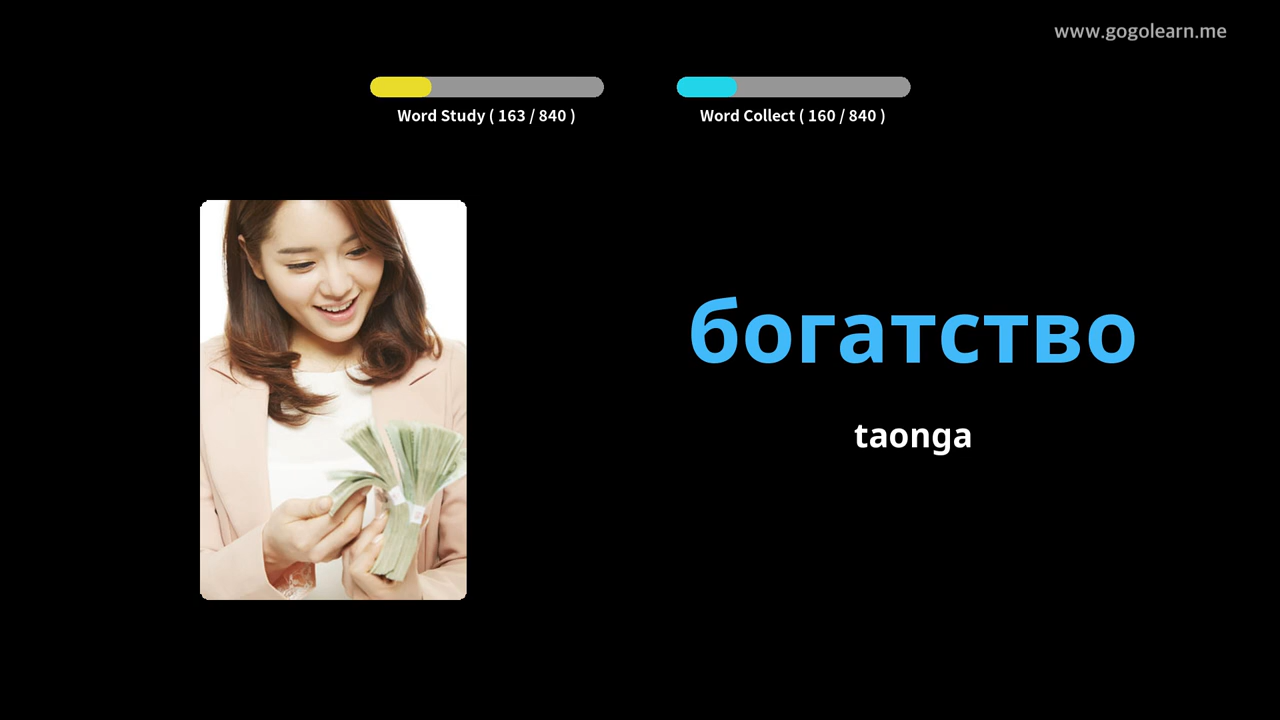 www.gogolearn.me
Word Study ( 163 / 840 )
Word Collect ( 160 / 840 )
богатство
taonga